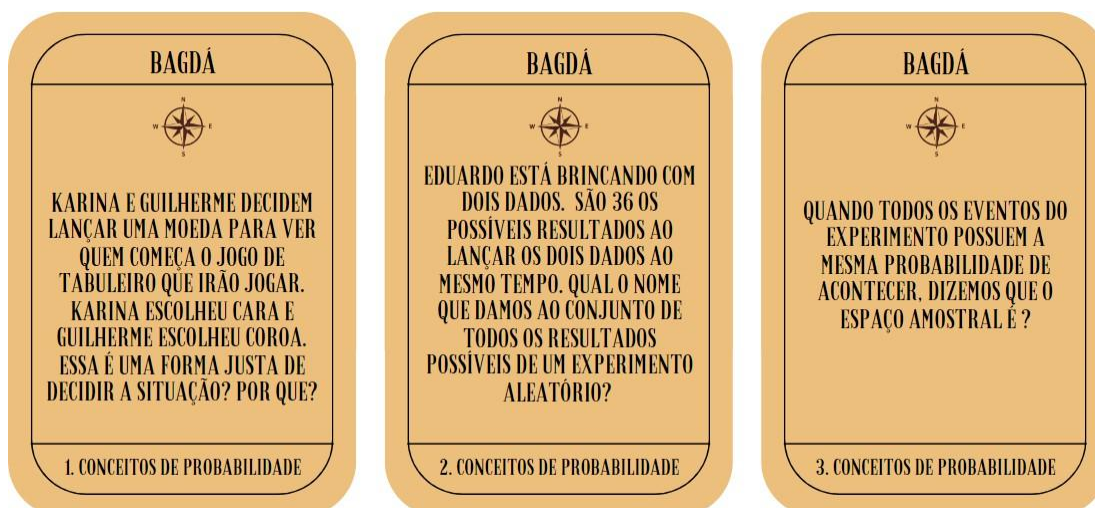 BAGDÁ
N
W
E
S
KARINA E GUILHERME DECIDEM
LANÇAR UMA MOEDA PARA VER
QUEM COMEÇA O JOGO DE
TABULEIRO QUE IRÃO JOGAR.
KARINA ESCOLHEU CARA E
GUILHERME ESCOLHEU COROA.
ESSA É UMA FORMA JUSTA DE
DECIDIR A SITUAÇÃO? POR QUE?
1. CONCEITOS DE PROBABILIDADE
BAGDÁ
N
W
E
S
EDUARDO ESTÁ BRINCANDO COM
DOIS DADOS. SÃO 36 OS
POSSÍVEIS RESULTADOS AO
LANÇAR OS DOIS DADOS AO
MESMO TEMPO. QUAL O NOME
QUE DAMOS AO CONJUNTO DE
TODOS OS RESULTADOS
POSSÍVEIS DE UM EXPERIMENTO
ALEATÓRIO?
2. CONCEITOS DE PROBABILIDADE
BAGDÁ
N
W
E
S
QUANDO TODOS OS EVENTOS DO
EXPERIMENTO POSSUEM A
MESMA PROBABILIDADE DE
ACONTECER, DIZEMOS QUE O
ESPAÇO AMOSTRAL É ?
3. CONCEITOS DE PROBABILIDADE